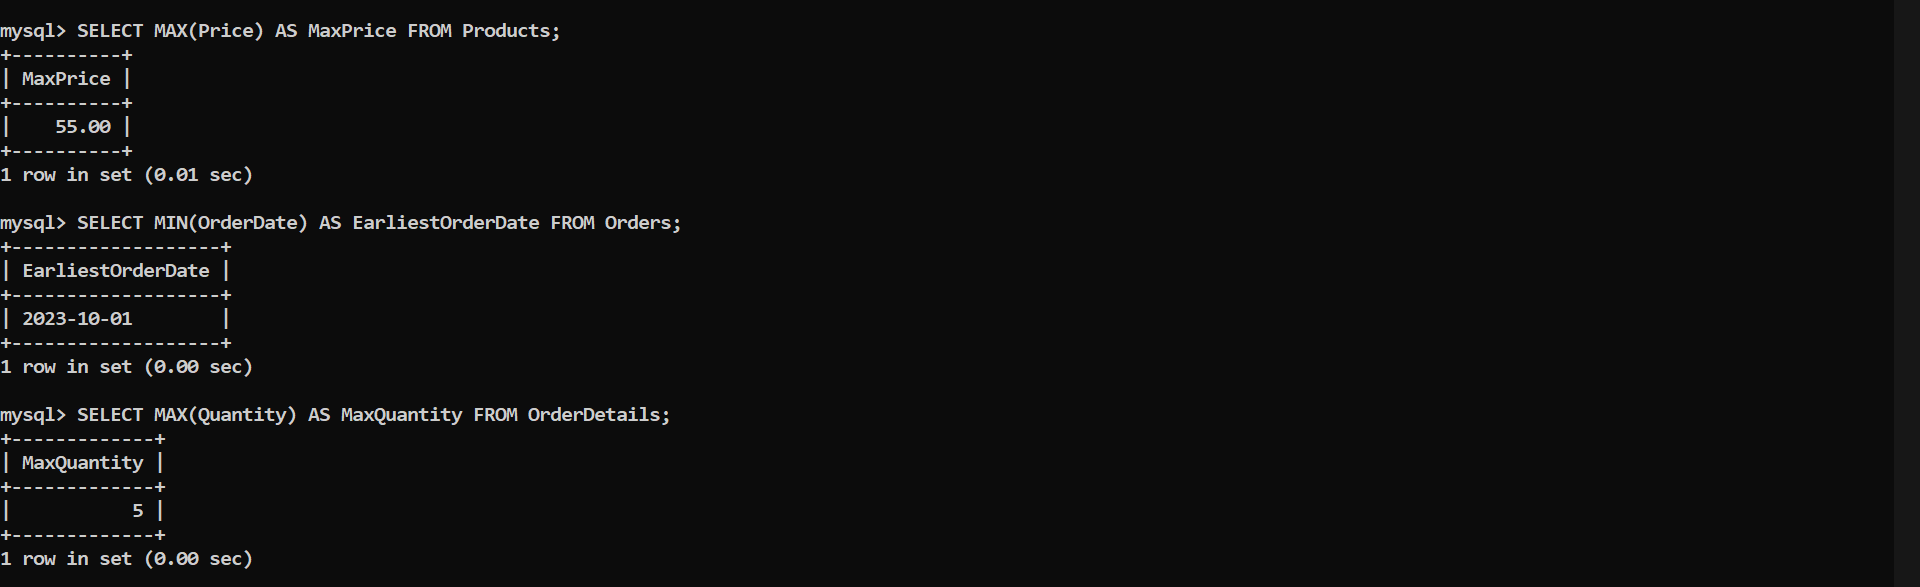 mysql> SELECT MAX(Price) AS MaxPrice FROM Products;
+----------+
| MaxPrice |
+----------+
|    55.00 |
+----------+
1 row in set (0.01 sec)

mysql> SELECT MIN(OrderDate) AS EarliestOrderDate FROM Orders;
+-------------------+
| EarliestOrderDate |
+-------------------+
| 2023-10-01        |
+-------------------+
1 row in set (0.00 sec)

mysql> SELECT MAX(Quantity) AS MaxQuantity FROM OrderDetails;
+-------------+
| MaxQuantity |
+-------------+
|           5 |
+-------------+
1 row in set (0.00 sec)